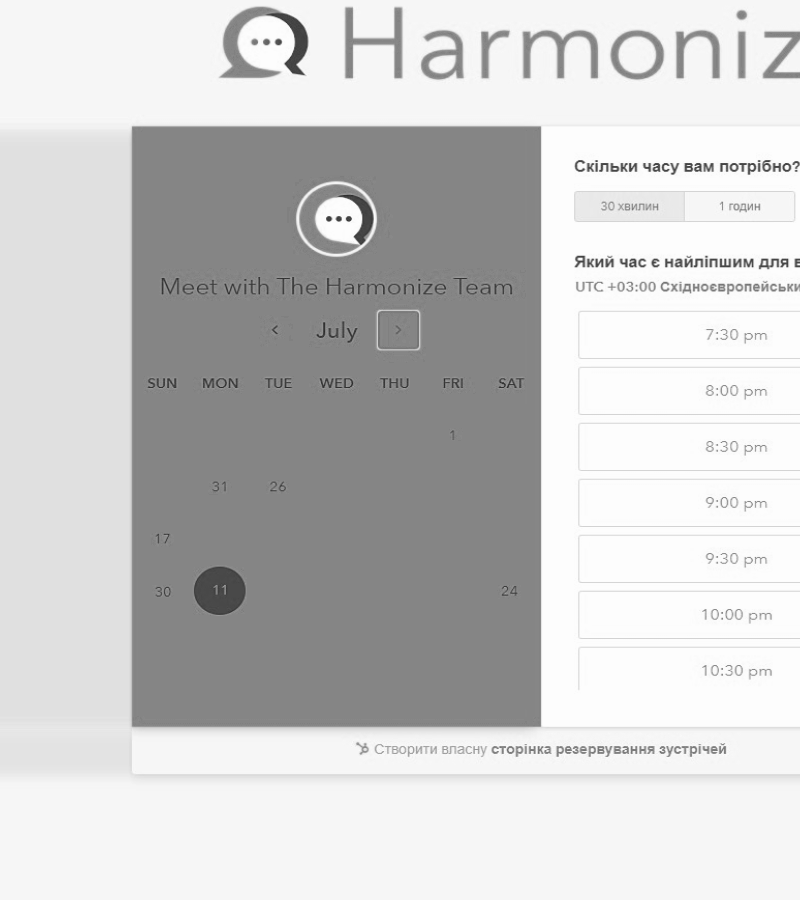 Harmoniz
Meet with The Harmonize Team
July
SUN MON TUE WED THU FRI SAT
1
31 26
17
30 11 24
Скільки часу вам потрібно?
30 хвилин 1 годин
Який час є найліпшим для в
UTC +03:00 Східноєвропейськи
7:30 pm
8:00 pm
8:30 pm
9:00 pm
9:30 pm
10:00 pm
10:30 pm
Створити власну сторінка резервування зустрічей